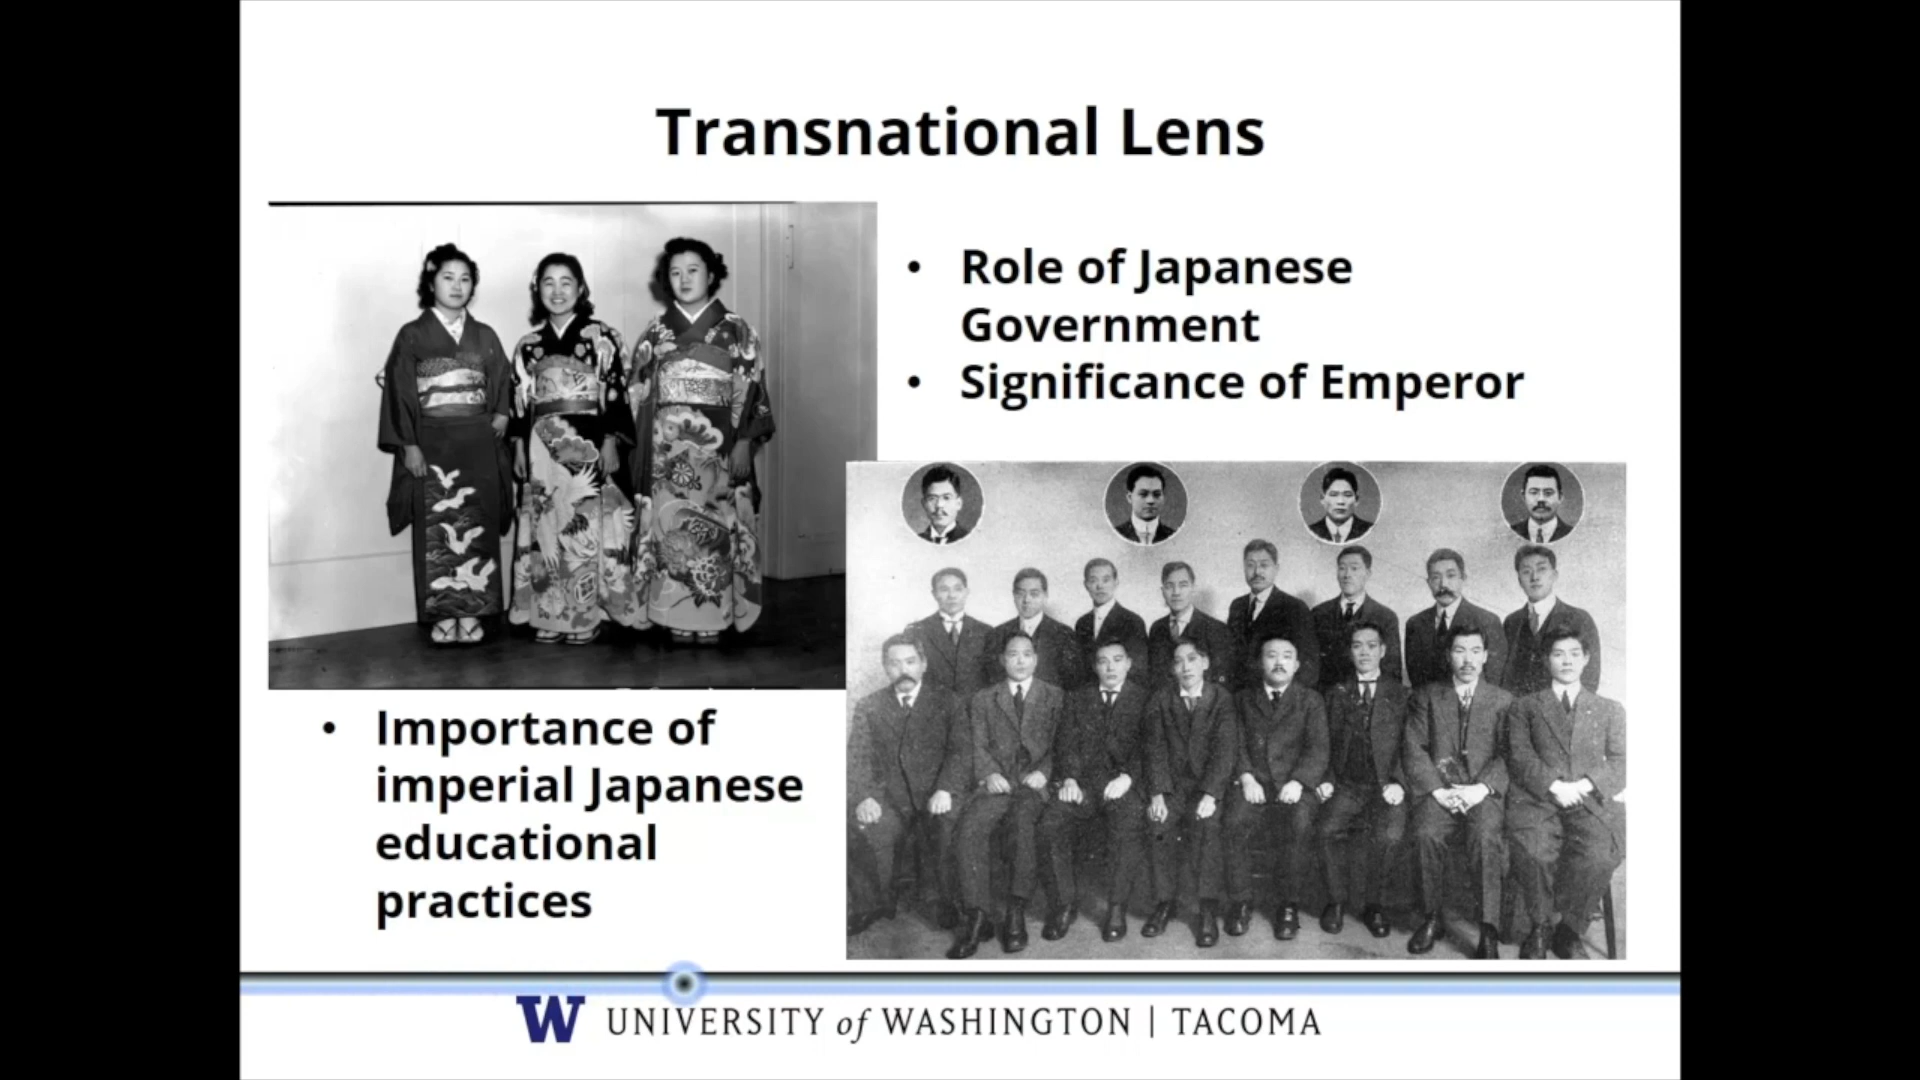 Transnational Lens
• Role of Japanese
Government
• Significance of Emperor
• Importance of
imperial Japanese
educational
practices
W UNIVERSITY of WASHINGTON | TACOMA